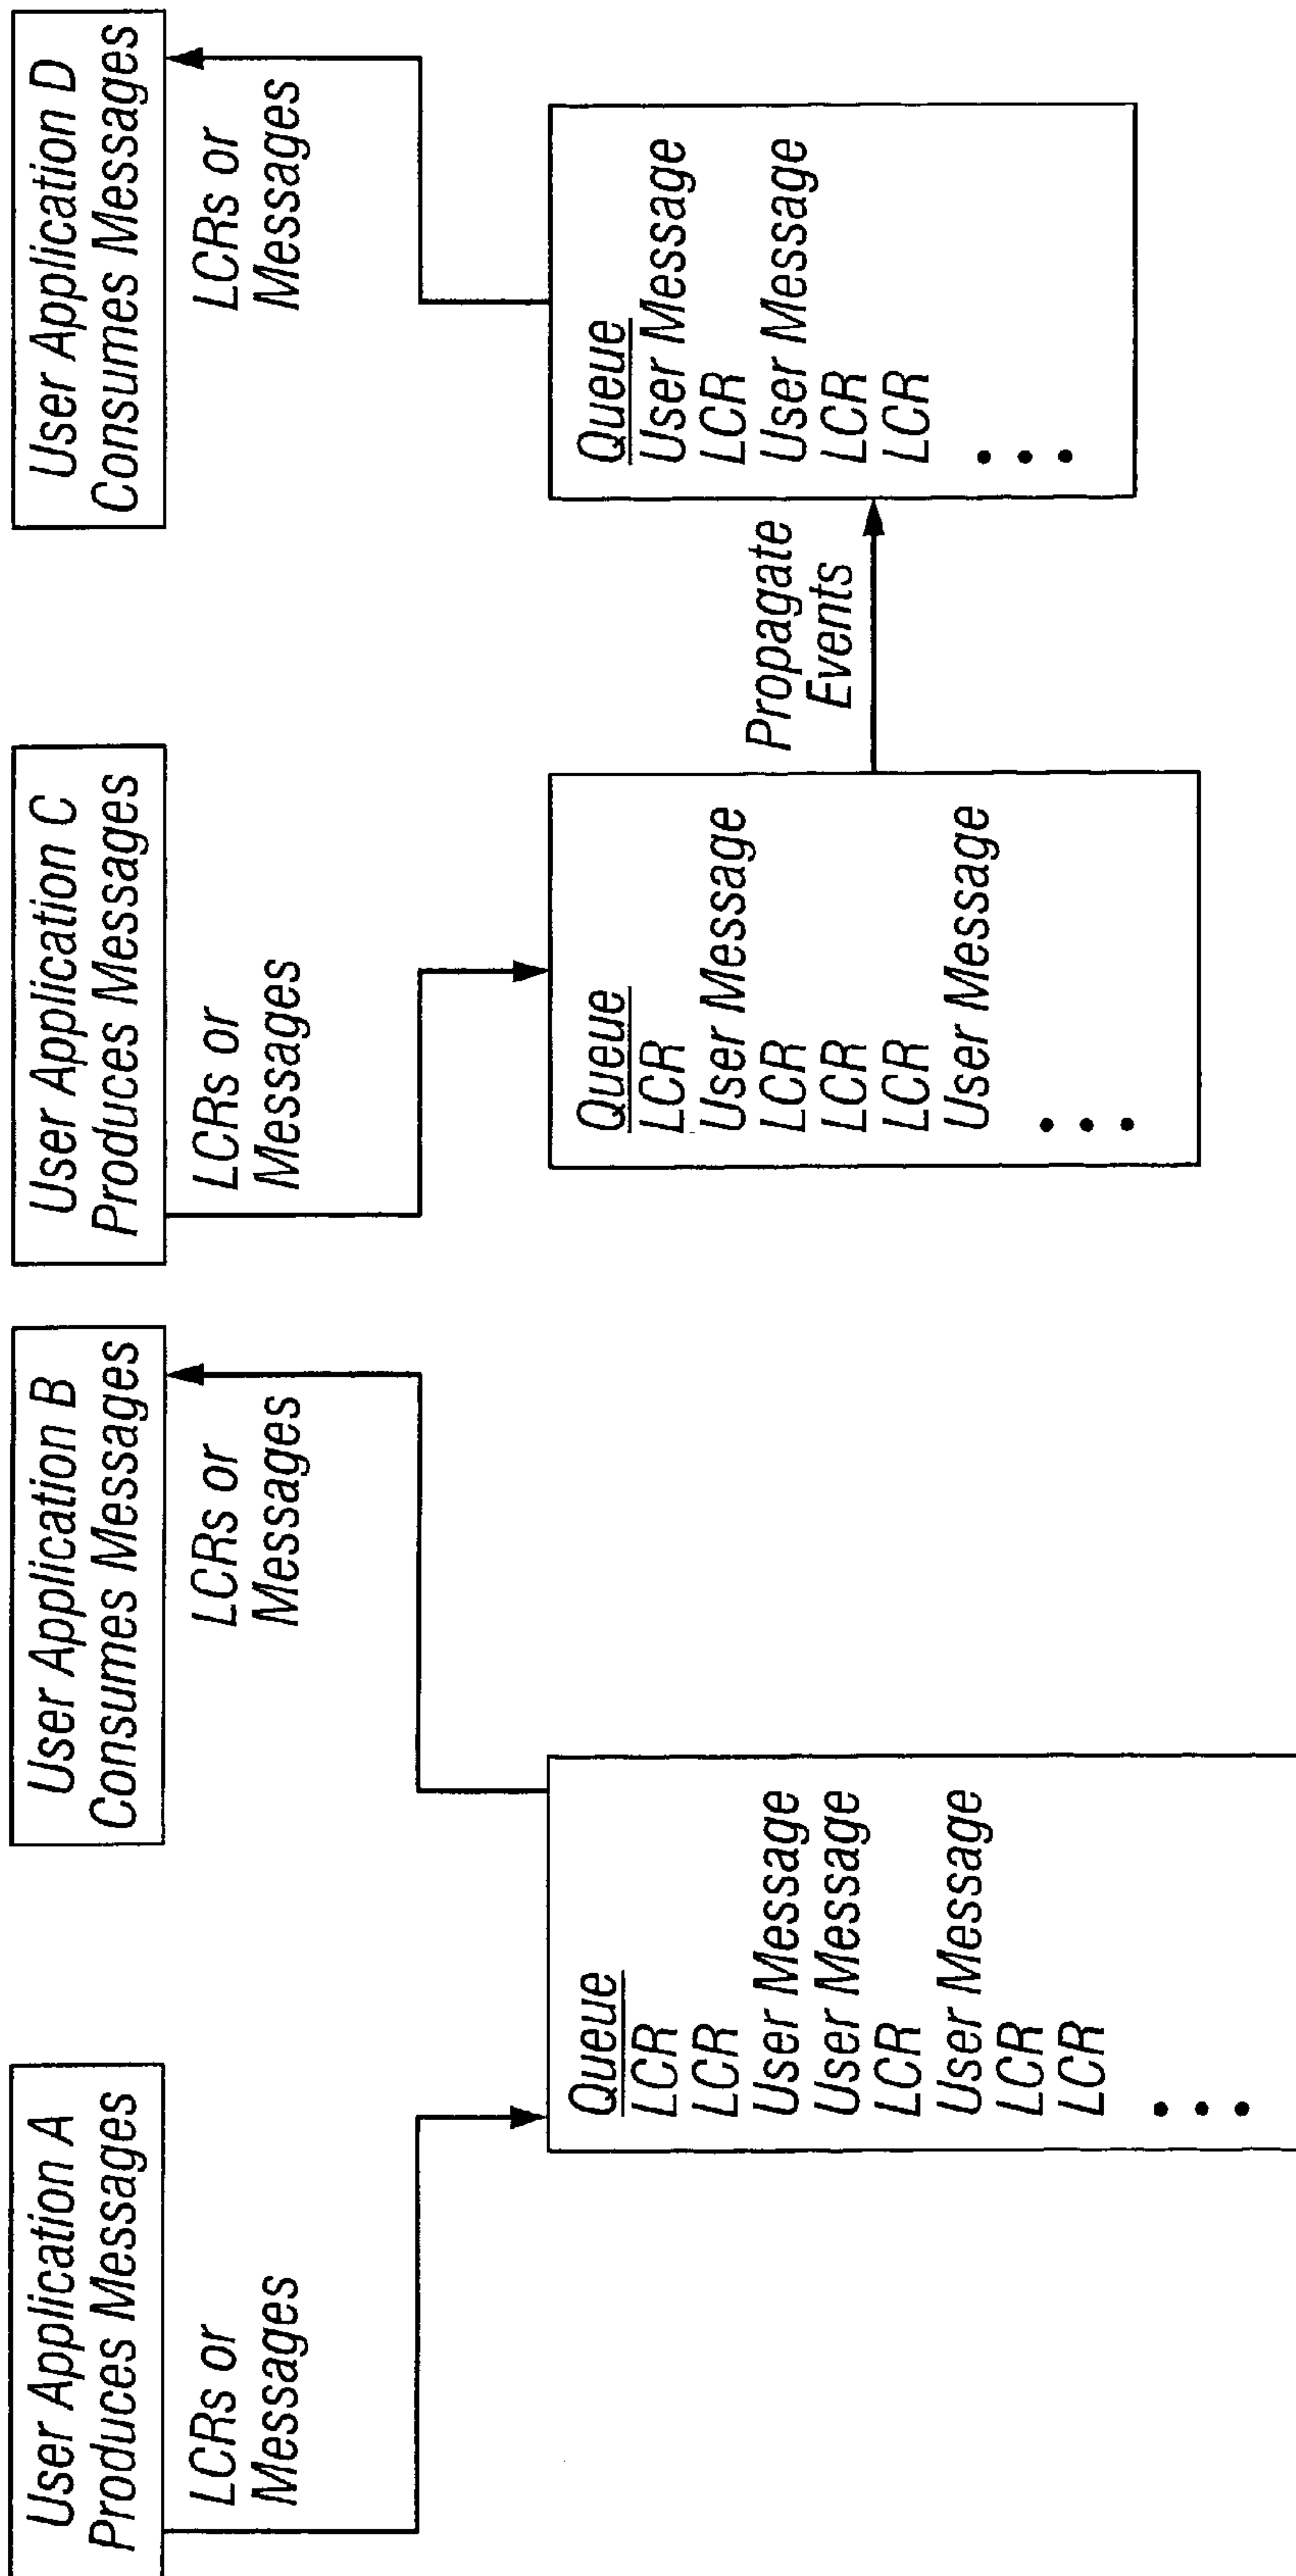 User Application A
Produces Messages
LCRs or
Messages
Queue
LCR
LCR
User Message
User Message
LCR
User Message
LCR
LCR
• • •
User Application B
Consumes Messages
LCRs or
Messages
User Application C
Produces Messages
LCRs or
Messages
Queue
LCR
User Message
LCR
LCR
LCR
User Message
• • •
Propagate
Events
User Application D
Consumes Messages
LCRs or
Messages
Queue
User Message
LCR
User Message
LCR
LCR
• • •